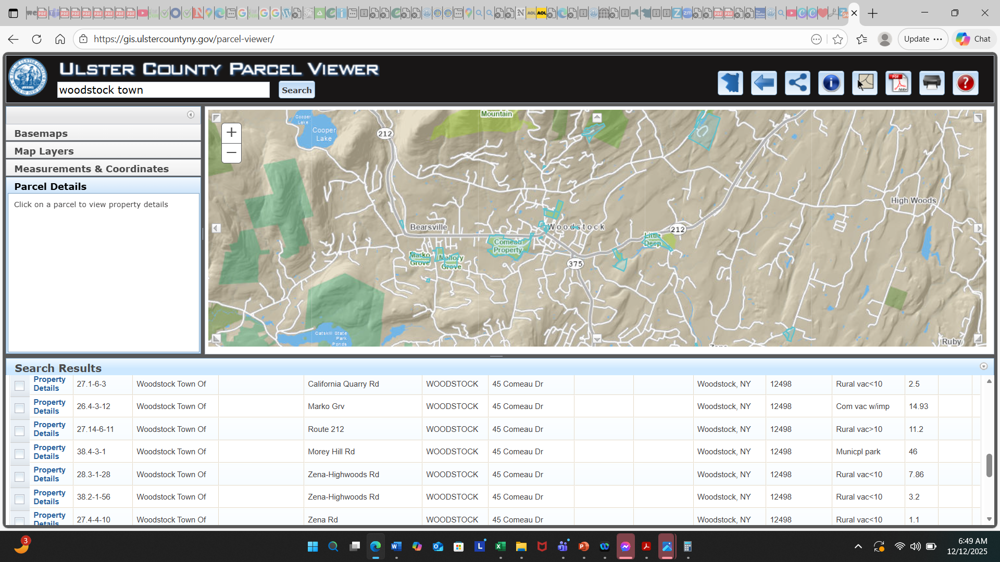 https://gis.ulstercountyny.gov/parcel-viewer/
Update
Chat
ULSTER COUNTY PARCEL VIEWER
woodstock town
Search
Basemaps
Map Layers
Measurements & Coordinates
Parcel Details
Click on a parcel to view property details
+
−
Mountain
Cooper
Lake
Cooper
Lake
212
Bearsville
Woodstock
Comeau
Property
Marko
Grove
Mallory
Grove
Little
Deep
212
375
High Woods
Catskill State
Park
Ponds
Ruby
Search Results
Property Details 27.1-6-3 Woodstock Town Of California Quarry Rd WOODSTOCK 45 Comeau Dr Woodstock, NY 12498 Rural vac<10 2.5
Property Details 26.4-3-12 Woodstock Town Of Marko Grv WOODSTOCK 45 Comeau Dr Woodstock, NY 12498 Com vac w/imp 14.93
Property Details 27.14-6-11 Woodstock Town Of Route 212 WOODSTOCK 45 Comeau Dr Woodstock, NY 12498 Rural vac>10 11.2
Property Details 38.4-3-1 Woodstock Town Of Morey Hill Rd WOODSTOCK 45 Comeau Dr Woodstock, NY 12498 Municpl park 46
Property Details 28.3-1-28 Woodstock Town Of Zena-Highwoods Rd WOODSTOCK 45 Comeau Dr Woodstock, NY 12498 Rural vac<10 7.86
Property Details 38.2-1-56 Woodstock Town Of Zena-Highwoods Rd WOODSTOCK 45 Comeau Dr Woodstock, NY 12498 Rural vac<10 3.2
Property Details 27.4-4-10 Woodstock Town Of Zena Rd WOODSTOCK 45 Comeau Dr Woodstock, NY 12498 Rural vac<10 1.1
3
6:49 AM
12/12/2025